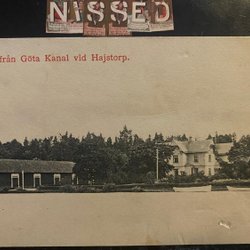 NISSED
från Göta Kanal vid Hajstorp.